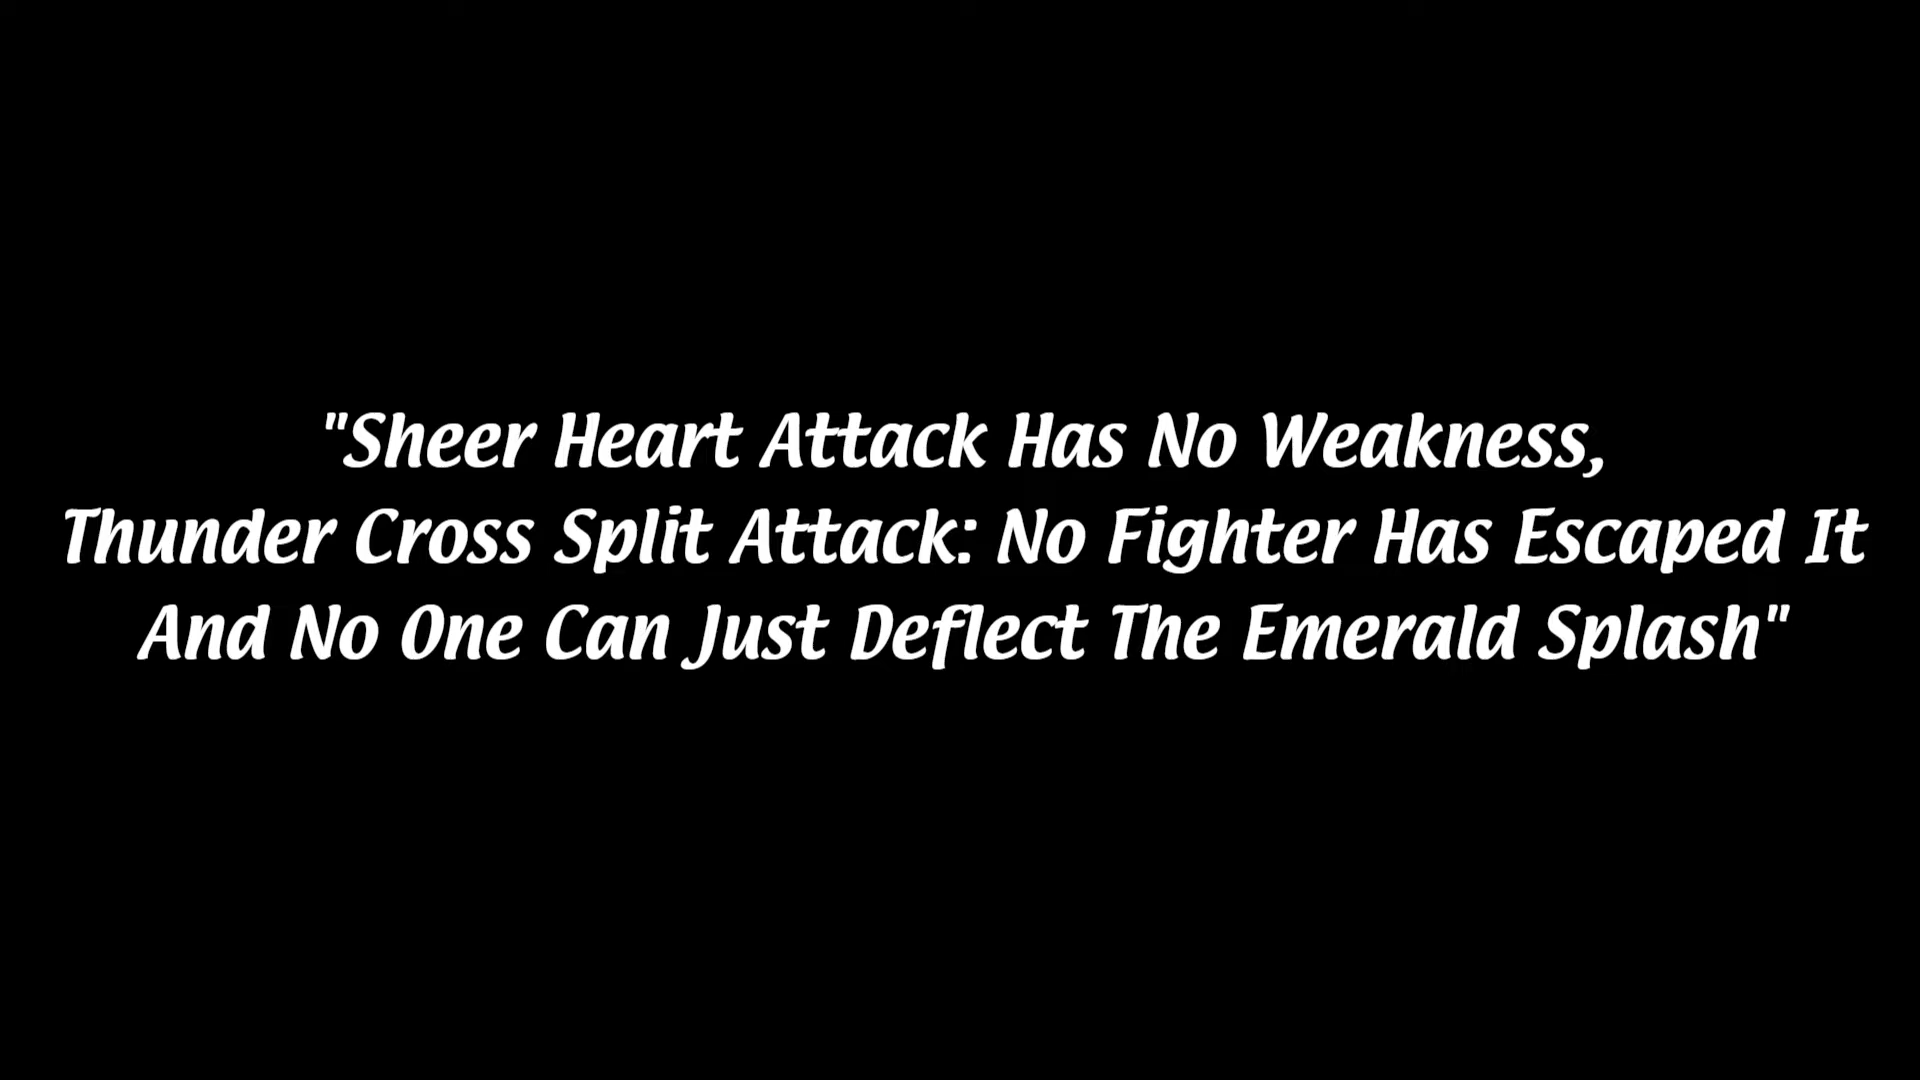 "Sheer Heart Attack Has No Weakness,
Thunder Cross Split Attack: No Fighter Has Escaped It
And No One Can Just Deflect The Emerald Splash"